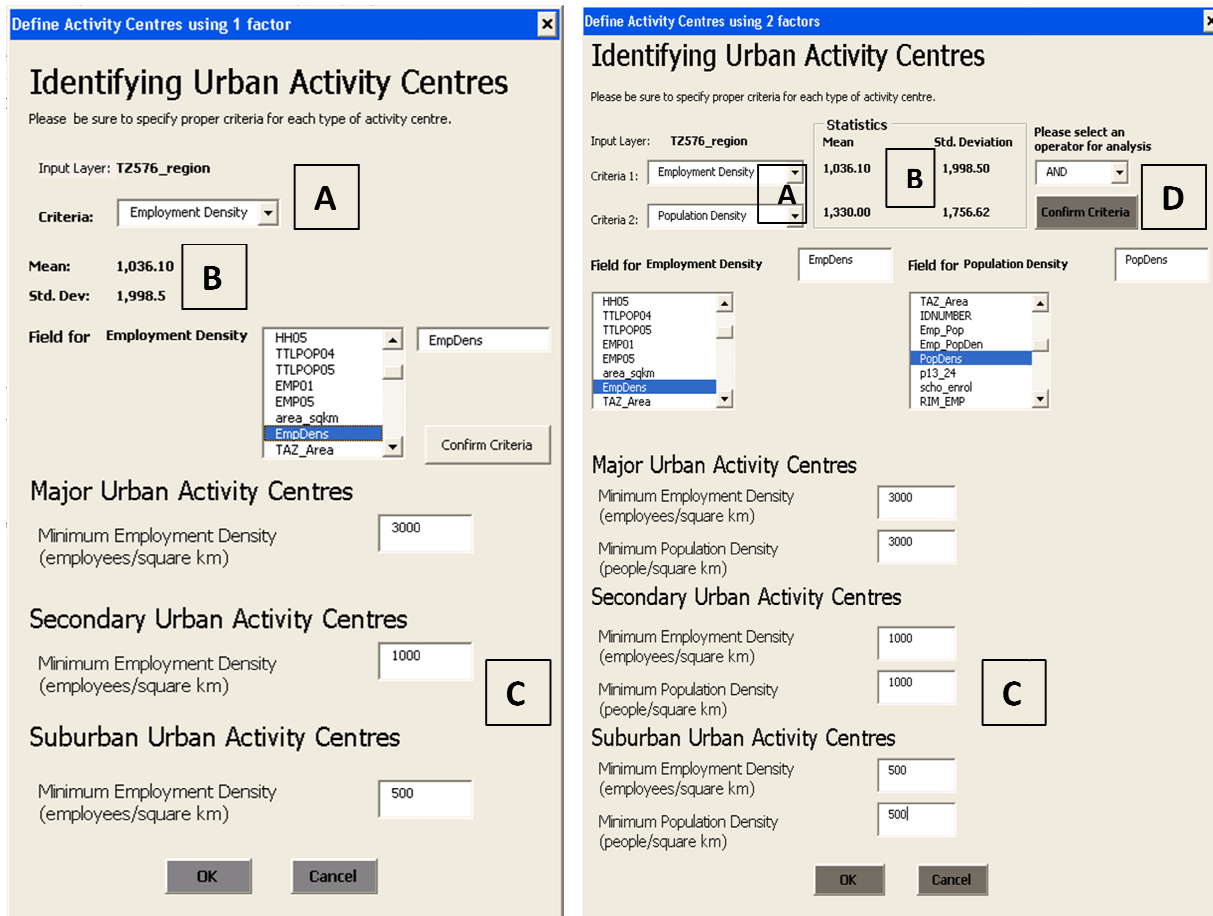 Define Activity Centres using 1 factor
Identifying Urban Activity Centres
Please be sure to specify proper criteria for each type of activity centre.
Input Layer: TZ576_region
A
Criteria: Employment Density
Mean: 1,036.10
B
Std. Dev: 1,998.5
Field for Employment Density
HH05
TTLPOP04
TTLPOP05
EMP01
EMP05
area_sqkm
EmpDens
TAZ_Area
EmpDens
Confirm Criteria
Major Urban Activity Centres
Minimum Employment Density
(employees/square km)
3000
Secondary Urban Activity Centres
Minimum Employment Density
(employees/square km)
1000
C
Suburban Urban Activity Centres
Minimum Employment Density
(employees/square km)
500
OK Cancel
Define Activity Centres using 2 factors
Identifying Urban Activity Centres
Please be sure to specify proper criteria for each type of activity centre.
Input Layer: TZ576_region
Criteria 1: Employment Density
A
Criteria 2: Population Density
Statistics
Mean Std. Deviation
1,036.10 B 1,998.50
1,330.00 1,756.62
Please select an
operator for analysis
AND
D
Confirm Criteria
Field for Employment Density EmpDens
HH05
TTLPOP04
TTLPOP05
EMP01
EMP05
area_sqkm
EmpDens
TAZ_Area
Field for Population Density PopDens
TAZ_Area
IDNUMBER
Emp_Pop
Emp_PopDen
PopDens
p13_24
scho_enrol
RIM_EMP
Major Urban Activity Centres
Minimum Employment Density
(employees/square km)
3000
Minimum Population Density
(people/square km)
3000
Secondary Urban Activity Centres
Minimum Employment Density
(employees/square km)
1000
Minimum Population Density
(people/square km)
1000
C
Suburban Urban Activity Centres
Minimum Employment Density
(employees/square km)
500
Minimum Population Density
(people/square km)
500
OK Cancel